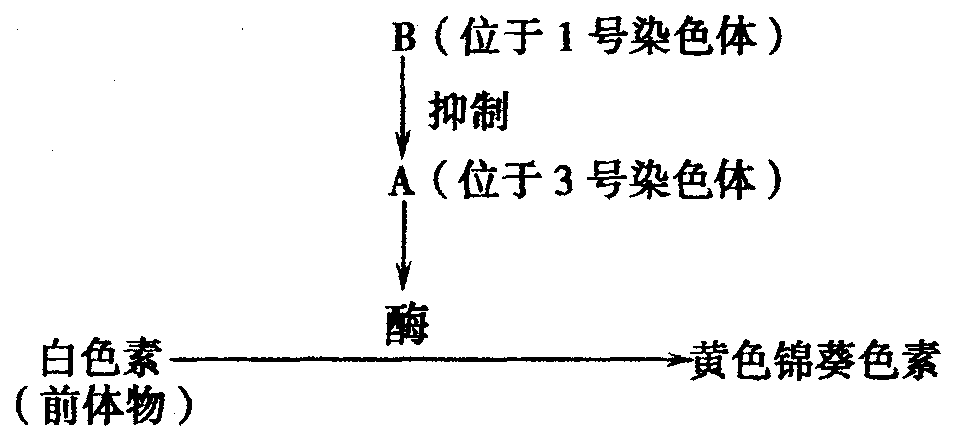 B（位于1号染色体）
抑制
A（位于3号染色体）
酶
白色素
黄色锦葵色素
（前体物）